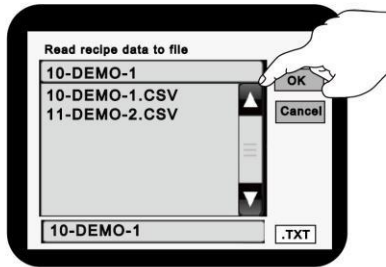 Read recipe data to file
10-DEMO-1
OK
10-DEMO-1.CSV
11-DEMO-2.CSV
Cancel
10-DEMO-1
.TXT